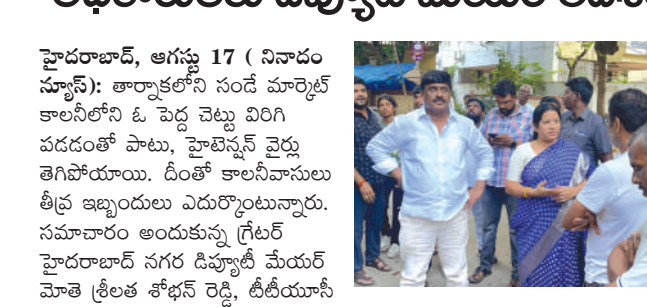 హైదరాబాద్, ఆగస్టు 17 ( నినాదం
న్యూస్): తార్నాకలోని సండే మార్కెట్
కాలనీలోని ఓ పెద్ద చెట్టు విరిగి
పడడంతో పాటు, హైటెన్షన్ వైర్లు
తెగిపోయాయి. దీంతో కాలనీవాసులు
తీవ్ర ఇబ్బందులు ఎదుర్కొంటున్నారు.
సమాచారం అందుకున్న గ్రేటర్
హైదరాబాద్ నగర డిప్యూటీ మేయర్
మోతె శ్రీలత శోభన్ రెడ్డి, టీటీయూసీ